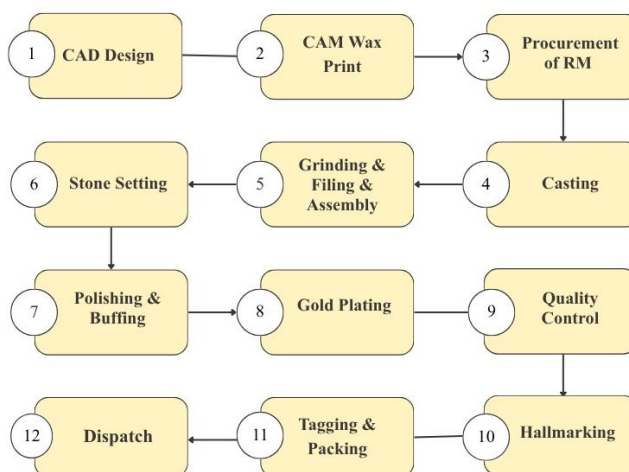 1
CAD Design
2
CAM Wax
Print
3
Procurement
of RM
4
Casting
5
Grinding &
Filing &
Assembly
6
Stone Setting
7
Polishing &
Buffing
8
Gold Plating
9
Quality
Control
10
Hallmarking
11
Tagging &
Packing
12
Dispatch